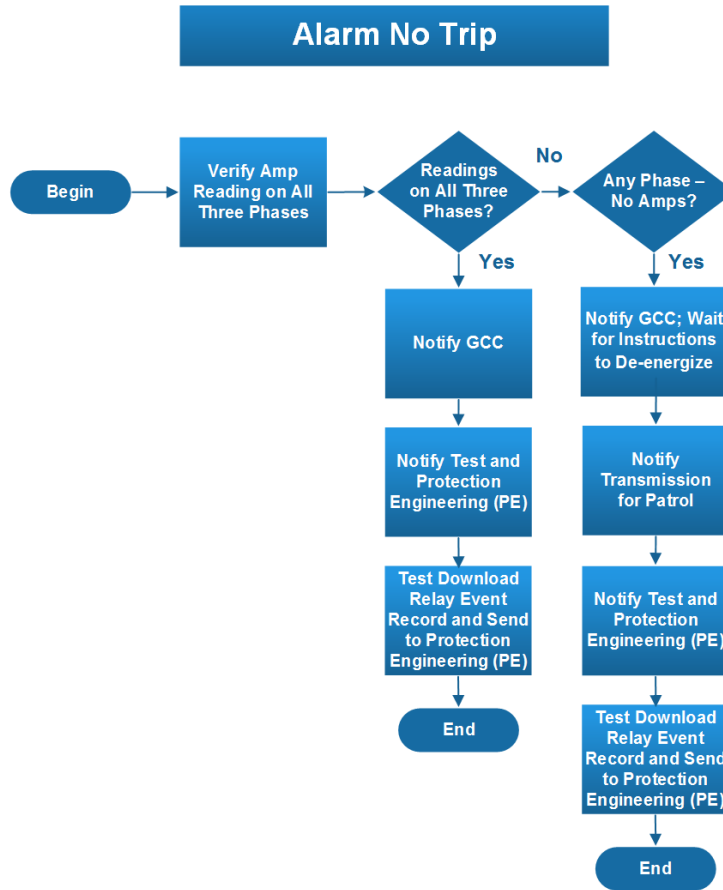 Alarm No Trip
Begin
Verify Amp
Reading on All
Three Phases
Readings
on All Three
Phases?
No
Any Phase –
No Amps?
Yes
Notify GCC
Notify Test and
Protection
Engineering (PE)
Test Download
Relay Event
Record and Send
to Protection
Engineering (PE)
End
Yes
Notify GCC; Wait
for Instructions
to De-energize
Notify
Transmission
for Patrol
Notify Test and
Protection
Engineering (PE)
Test Download
Relay Event
Record and Send
to Protection
Engineering (PE)
End